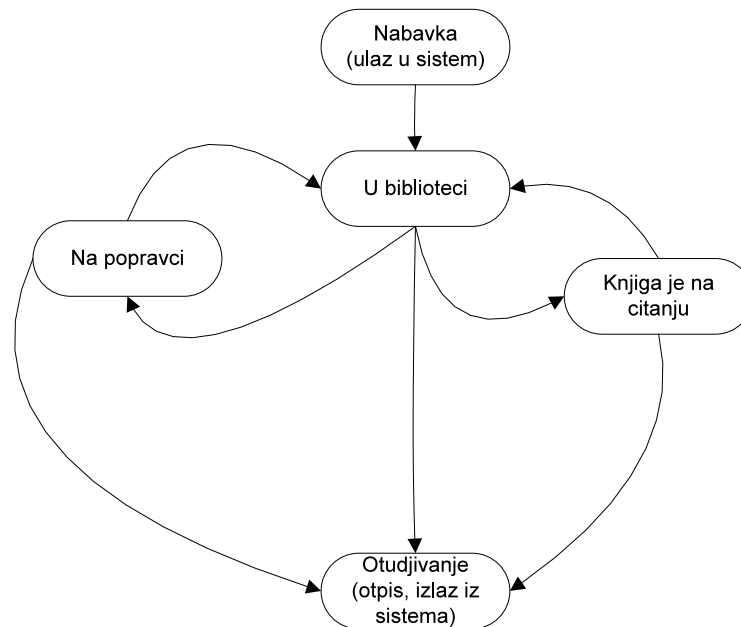 Nabavka
(ulaz u sistem)
U biblioteci
Na popravci
Knjiga je na
citanju
Otudjivanje
(otpis, izlaz iz
sistema)